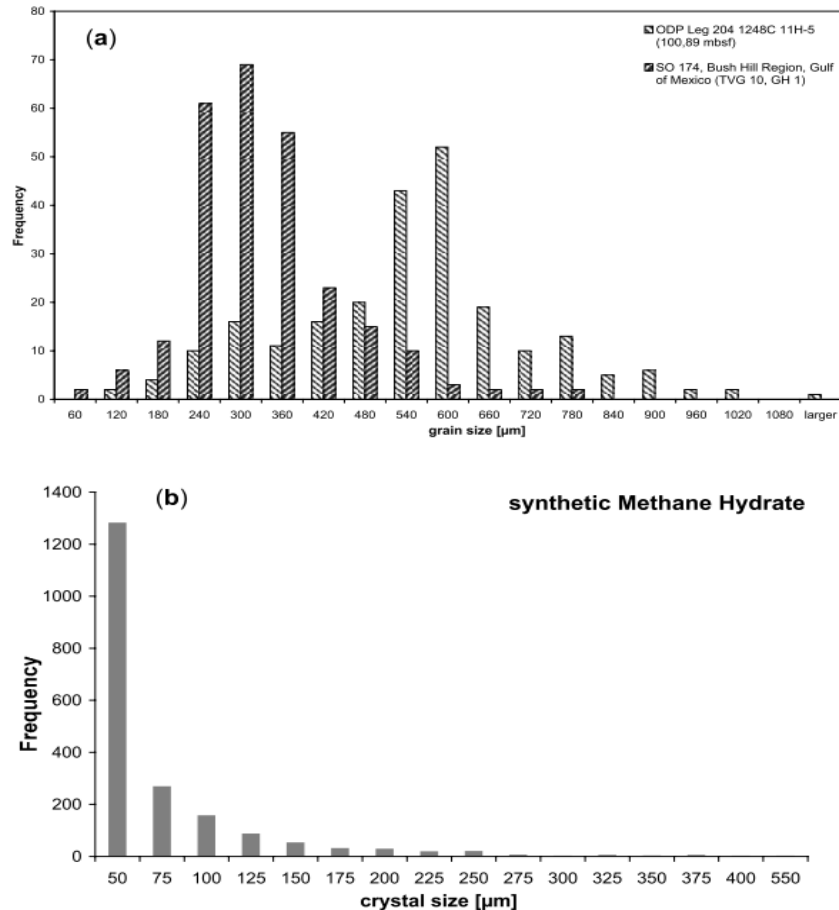 (a)
ODP Leg 204 1248C 11H-5
(100,89 mbsf)
SO 174, Bush Hill Region, Gulf
of Mexico (TVG 10, GH 1)
80
70
60
50
40
30
20
10
0
Frequency
60 120 180 240 300 360 420 480 540 600 660 720 780 840 900 960 1020 1080 larger
grain size [µm]
(b)
synthetic Methane Hydrate
1400
1200
1000
800
600
400
200
0
Frequency
50 75 100 125 150 175 200 225 250 275 300 325 350 375 400 550
crystal size [µm]